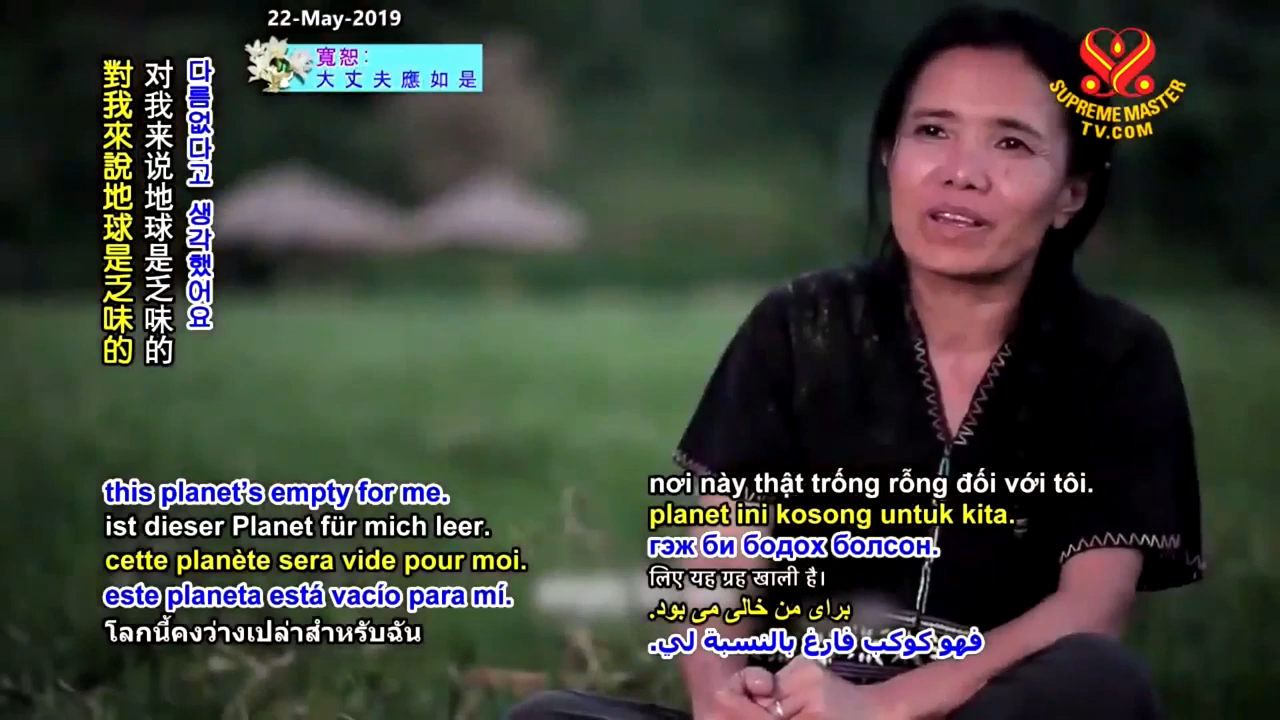 22-May-2019
寬恕:
大丈夫應如是
SUPREME MASTER
TV.COM
다름없다고 생각했어요
对我来说地球是乏味的
對我來說地球是乏味的
this planet's empty for me.
ist dieser Planet für mich leer.
cette planète sera vide pour moi.
este planeta está vacío para mí.
โลกนี้คงว่างเปล่าสำหรับฉัน
nơi này thật trống rỗng đối với tôi.
planet ini kosong untuk kita.
гэж би бодох болсон.
लिए यह ग्रह खाली है।
برای من خالی می بود.
فهو كوكب فارغ بالنسبة لي.